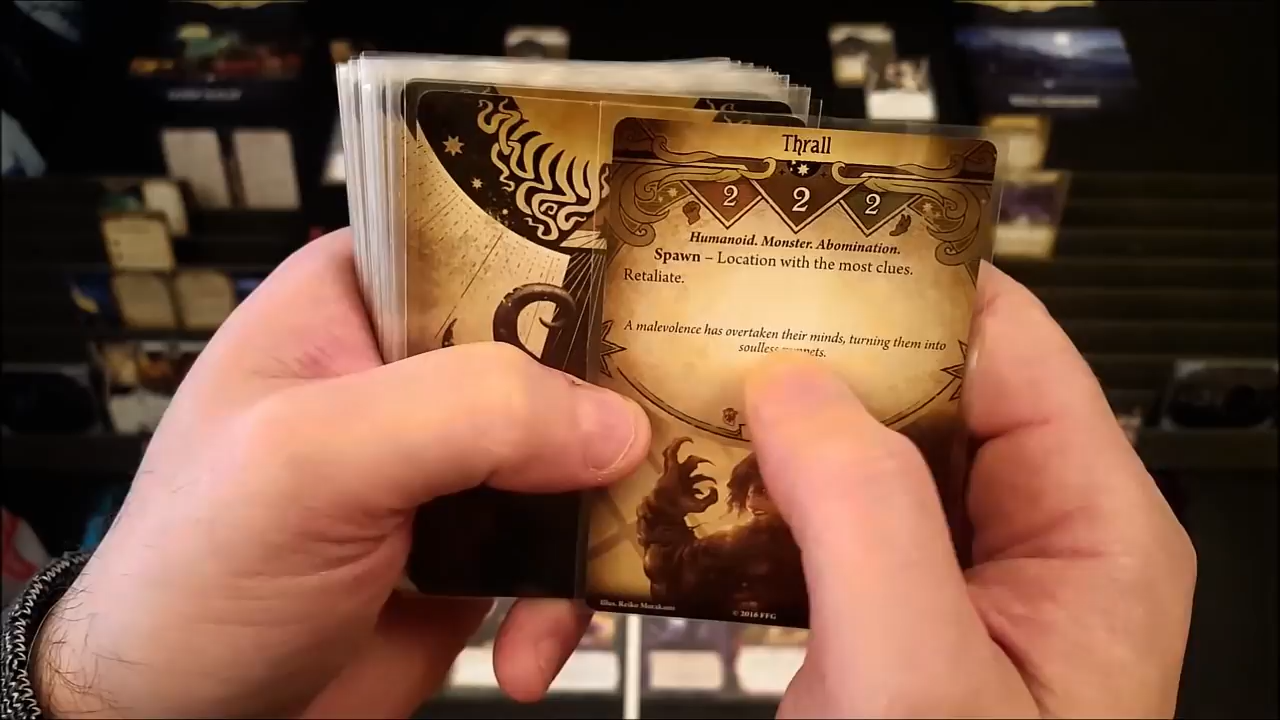 Thrall
2 2 2
Humanoid. Monster. Abomination.
Spawn – Location with the most clues.
Retaliate.
A malevolence has overtaken their minds, turning them into
soulless
Illus. Reiko Murakami
© 2016 FFG